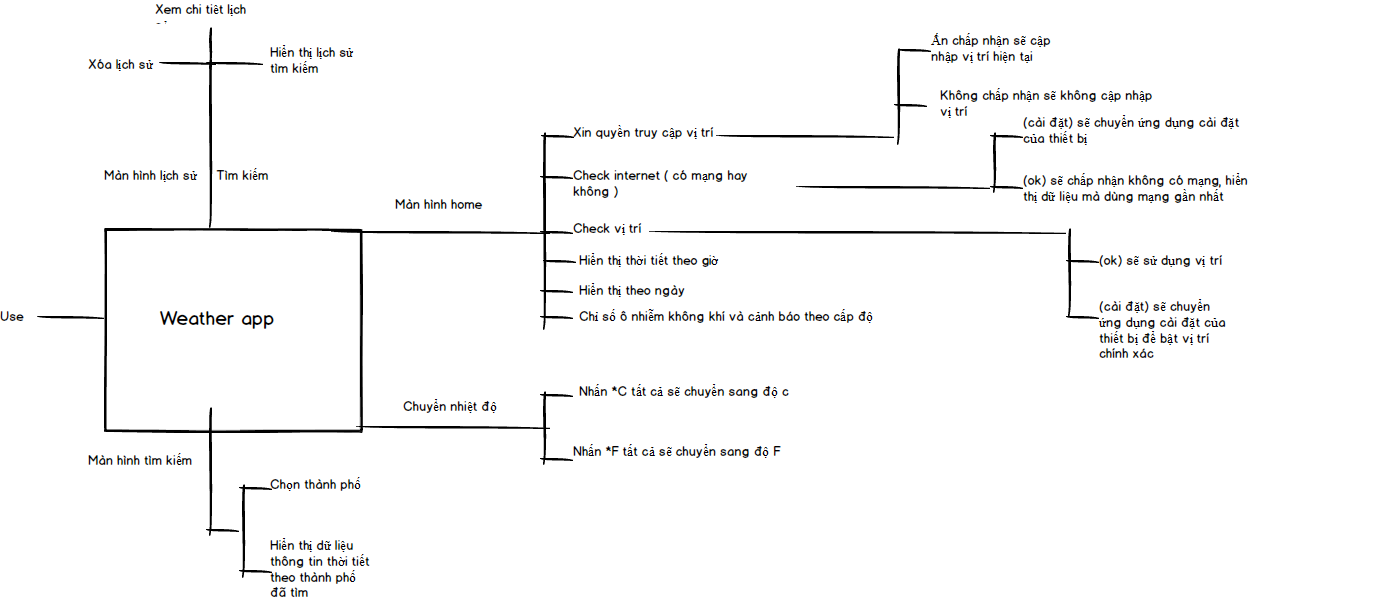 Xem chi tiêt lịch
Xóa lịch sử
Hiển thị lịch sử
tìm kiếm
Màn hình lịch sử
Tìm kiếm
Màn hình home
Xin quyền truy cập vị trí
Ấn chấp nhận sẽ cập
nhập vị trí hiện tại
Không chấp nhận sẽ không cập nhập
vị trí
Check internet ( có mạng hay
không )
(cài đặt) sẽ chuyển ứng dụng cài đặt
của thiết bị
(ok) sẽ chấp nhận không có mạng, hiển
thị dữ liệu mà dùng mạng gần nhất
Check vị trí
(ok) sẽ sử dụng vị trí
(cài đặt) sẽ chuyển
ứng dụng cài đặt của
thiết bị để bật vị trí
chính xác
Hiển thị thời tiết theo giờ
Hiển thị theo ngày
Chỉ số ô nhiễm không khí và cảnh báo theo cấp độ
Use
Weather app
Chuyển nhiệt độ
Nhấn *C tất cả sẽ chuyển sang độ c
Nhấn *F tất cả sẽ chuyển sang độ F
Màn hình tìm kiếm
Chọn thành phố
Hiển thị dữ liệu
thông tin thời tiết
theo thành phố
đã tìm